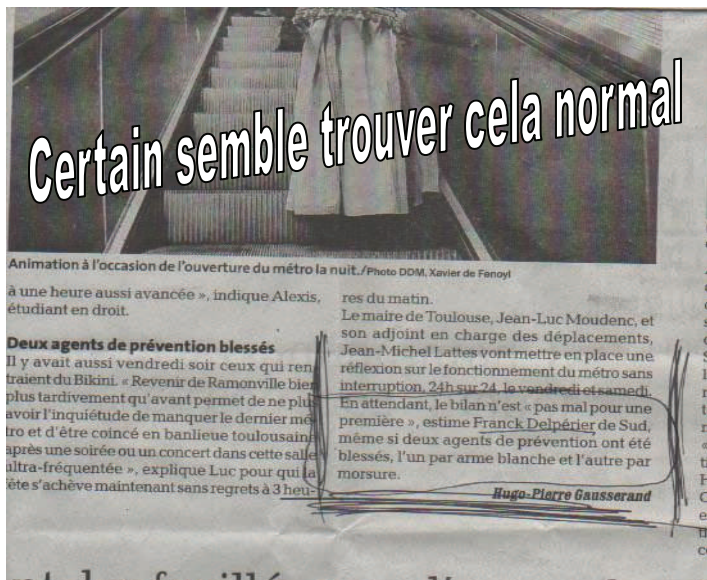 Certain semble trouver cela normal
Animation à l'occasion de l'ouverture du métro la nuit./Photo DDM, Xavier de Fenoyl
à une heure aussi avancée », indique Alexis,
étudiant en droit.
Deux agents de prévention blessés
Il y avait aussi vendredi soir ceux qui ren-
traient du Bikini. « Revenir de Ramonville bien
plus tardivement qu'avant permet de ne plus
avoir l'inquiétude de manquer le dernier mé-
tro et d'être coincé en banlieue toulousaine
après une soirée ou un concert dans cette salle
ultra-fréquentée », explique Luc pour qui la
fête s'achève maintenant sans regrets à 3 heu-
res du matin.
Le maire de Toulouse, Jean-Luc Moudenc, et
son adjoint en charge des déplacements,
Jean-Michel Lattes vont mettre en place une
réflexion sur le fonctionnement du métro sans
interruption, 24h sur 24, le vendredi et samedi.
En attendant, le bilan n'est « pas mal pour une
première », estime Franck Delpérier de Sud,
même si deux agents de prévention ont été
blessés, l'un par arme blanche et l'autre par
morsure.
Hugo-Pierre Gausserand